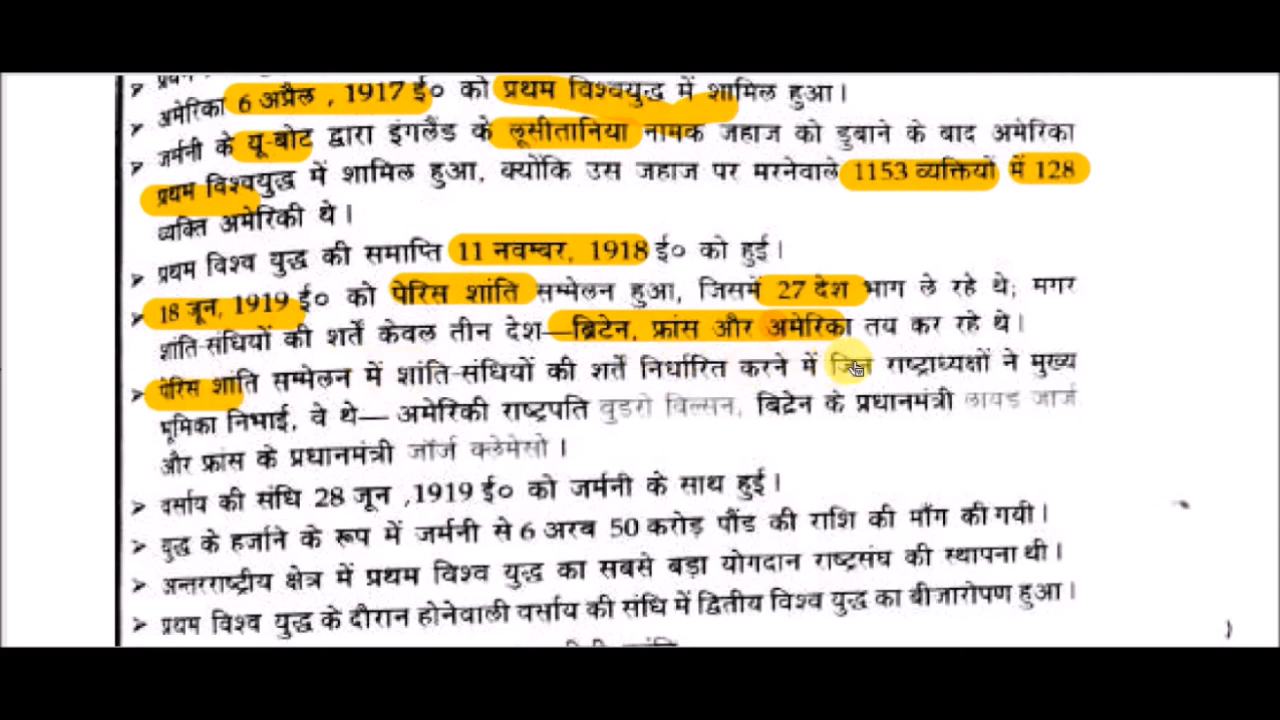 ➢ अमेरिका 6 अप्रैल , 1917 ई० को प्रथम विश्वयुद्ध में शामिल हुआ।
➢ जर्मनी के यू-बोट द्वारा इंगलैंड के लूसीतानिया नामक जहाज को डुबाने के बाद अमेरिका
प्रथम विश्वयुद्ध में शामिल हुआ, क्योंकि उस जहाज पर मरनेवाले 1153 व्यक्तियों में 128
व्यक्ति अमेरिकी थे।
➢ प्रथम विश्व युद्ध की समाप्ति 11 नवम्बर, 1918 ई० को हुई।
➢ 18 जून, 1919 ई० को पेरिस शांति सम्मेलन हुआ, जिसमें 27 देश भाग ले रहे थे; मगर
शांति-संधियों की शर्तें केवल तीन देश—ब्रिटेन, फ्रांस और अमेरिका तय कर रहे थे।
➢ पेरिस शांति सम्मेलन में शांति-संधियों की शर्तें निर्धारित करने में जिन राष्ट्राध्यक्षों ने मुख्य
भूमिका निभाई, वे थे— अमेरिकी राष्ट्रपति वुडरो विल्सन, ब्रिटेन के प्रधानमंत्री लायड जार्ज
और फ्रांस के प्रधानमंत्री जॉर्ज क्लेमेसो।
➢ वर्साय की संधि 28 जून ,1919 ई० को जर्मनी के साथ हुई।
➢ युद्ध के हर्जाने के रूप में जर्मनी से 6 अरब 50 करोड़ पौंड की राशि की माँग की गयी।
➢ अन्तरराष्ट्रीय क्षेत्र में प्रथम विश्व युद्ध का सबसे बड़ा योगदान राष्ट्रसंघ की स्थापना थी।
➢ प्रथम विश्व युद्ध के दौरान होनेवाली वर्साय की संधि में द्वितीय विश्व युद्ध का बीजारोपण हुआ।